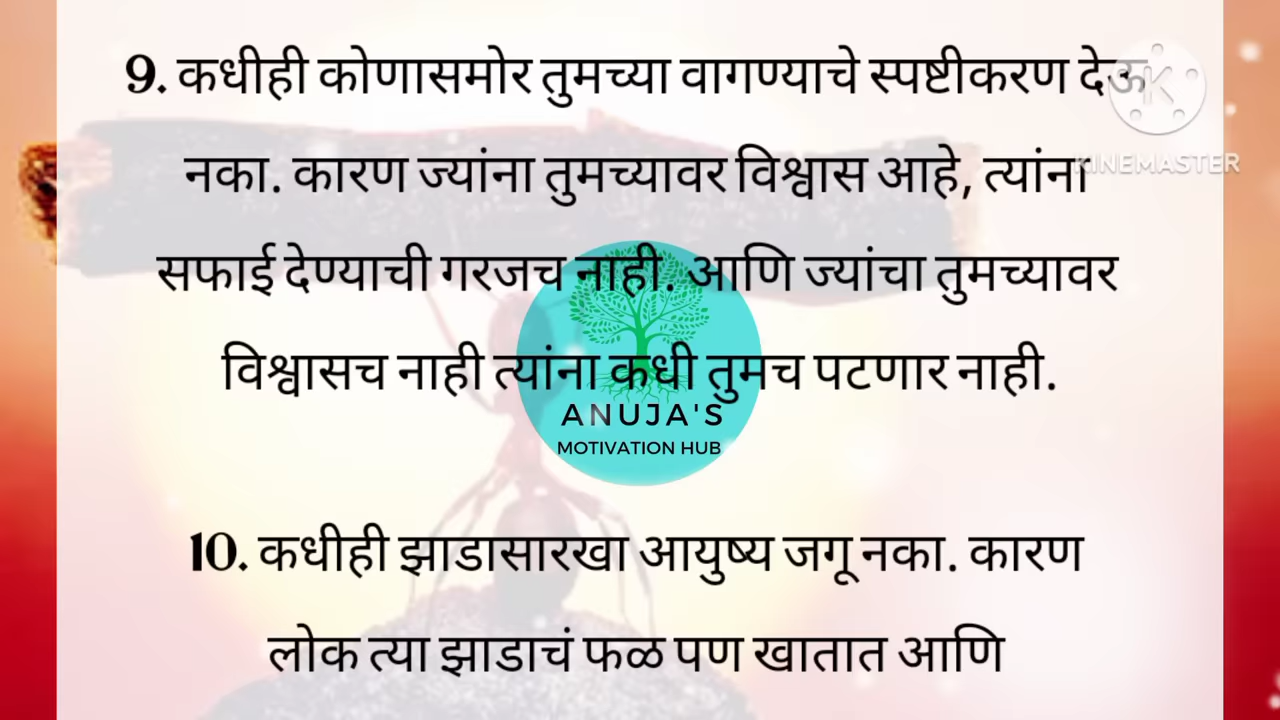 9. कधीही कोणासमोर तुमच्या वागण्याचे स्पष्टीकरण देऊ
नका. कारण ज्यांना तुमच्यावर विश्वास आहे, त्यांना
KINEMASTER
सफाई देण्याची गरजच नाही. आणि ज्यांचा तुमच्यावर
विश्वासच नाही त्यांना कधी तुमच पटणार नाही.
ANUJA'S
MOTIVATION HUB
10. कधीही झाडासारखा आयुष्य जगू नका. कारण
लोक त्या झाडाचं फळ पण खातात आणि